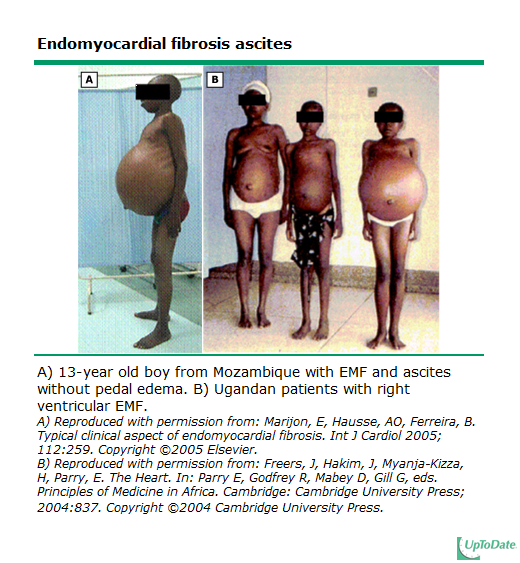 Endomyocardial fibrosis ascites
A
B
A) 13-year old boy from Mozambique with EMF and ascites
without pedal edema. B) Ugandan patients with right
ventricular EMF.
A) Reproduced with permission from: Marijon, E, Hausse, AO, Ferreira, B.
Typical clinical aspect of endomyocardial fibrosis. Int J Cardiol 2005;
112:259. Copyright ©2005 Elsevier.
B) Reproduced with permission from: Freers, J, Hakim, J, Myanja-Kizza,
H, Parry, E. The Heart. In: Parry E, Godfrey R, Mabey D, Gill G, eds.
Principles of Medicine in Africa. Cambridge: Cambridge University Press;
2004:837. Copyright ©2004 Cambridge University Press.
UpToDate